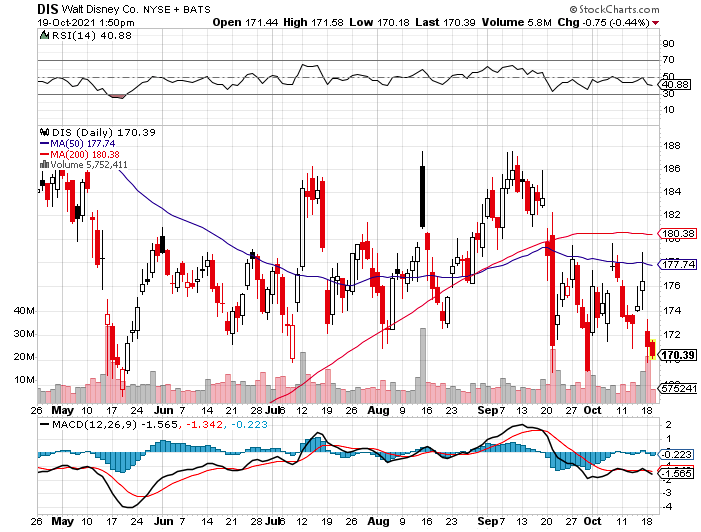 DIS Walt Disney Co. NYSE + BATS © StockCharts.com
19-Oct-2021 1:50pm Open 171.44 High 171.58 Low 170.18 Last 170.39 Volume 5.8M Chg -0.75 (-0.44%)
RSI(14) 40.88
90
70
50
40.88
30
10
DIS (Daily) 170.39
MA(50) 177.74
MA(200) 180.38
Volume 5,752,411
188
186
184
182
180.38
177.74
176
174
172
170.39
575241
40M
30M
20M
10M
26 May 10 17 24 Jun 7 14 21 28 Jul 6 12 19 26 Aug 9 16 23 Sep 7 13 20 27 Oct 11 18
MACD(12,26,9) -1.565, -1.342, -0.223
2
1
-0.223
-1.565
-2
-3
-4
26 May 10 17 24 Jun 7 14 21 28 Jul 6 12 19 26 Aug 9 16 23 Sep 7 13 20 27 Oct 11 18